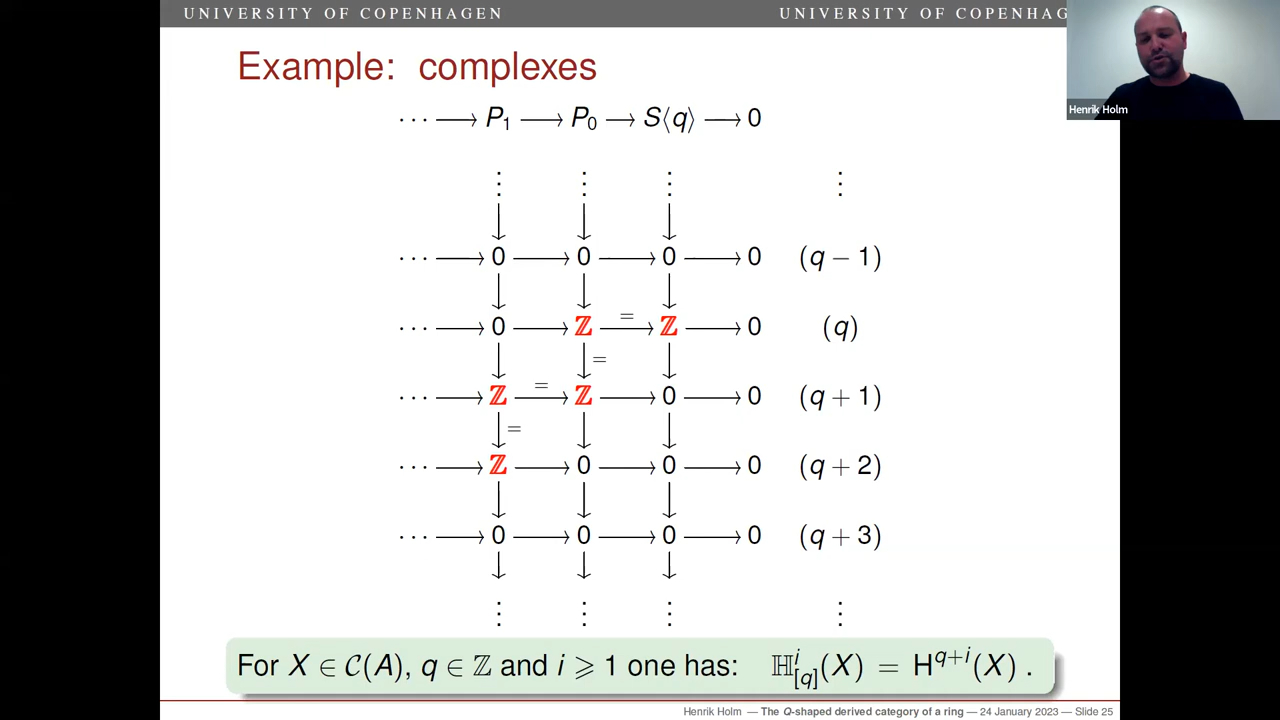 UNIVERSITY OF COPENHAGEN UNIVERSITY OF COPENHAG
Henrik Holm
Example: complexes
⋯ ⟶ P₁ ⟶ P₀ ⟶ S⟨q⟩ ⟶ 0
⋮ ⋮ ⋮ ⋮
⋯ ⟶ 0 ⟶ 0 ⟶ 0 ⟶ 0 (q − 1)
⋯ ⟶ 0 ⟶ ℤ = ⟶ ℤ ⟶ 0 (q)
=
⋯ ⟶ ℤ = ⟶ ℤ ⟶ 0 ⟶ 0 (q + 1)
=
⋯ ⟶ ℤ ⟶ 0 ⟶ 0 ⟶ 0 (q + 2)
⋯ ⟶ 0 ⟶ 0 ⟶ 0 ⟶ 0 (q + 3)
⋮ ⋮ ⋮ ⋮
For X ∈ 𝒞(A), q ∈ ℤ and i ⩾ 1 one has: ℍ^i_[q](X) = H^{q+i}(X) .
Henrik Holm — The Q-shaped derived category of a ring — 24 January 2023 — Slide 25